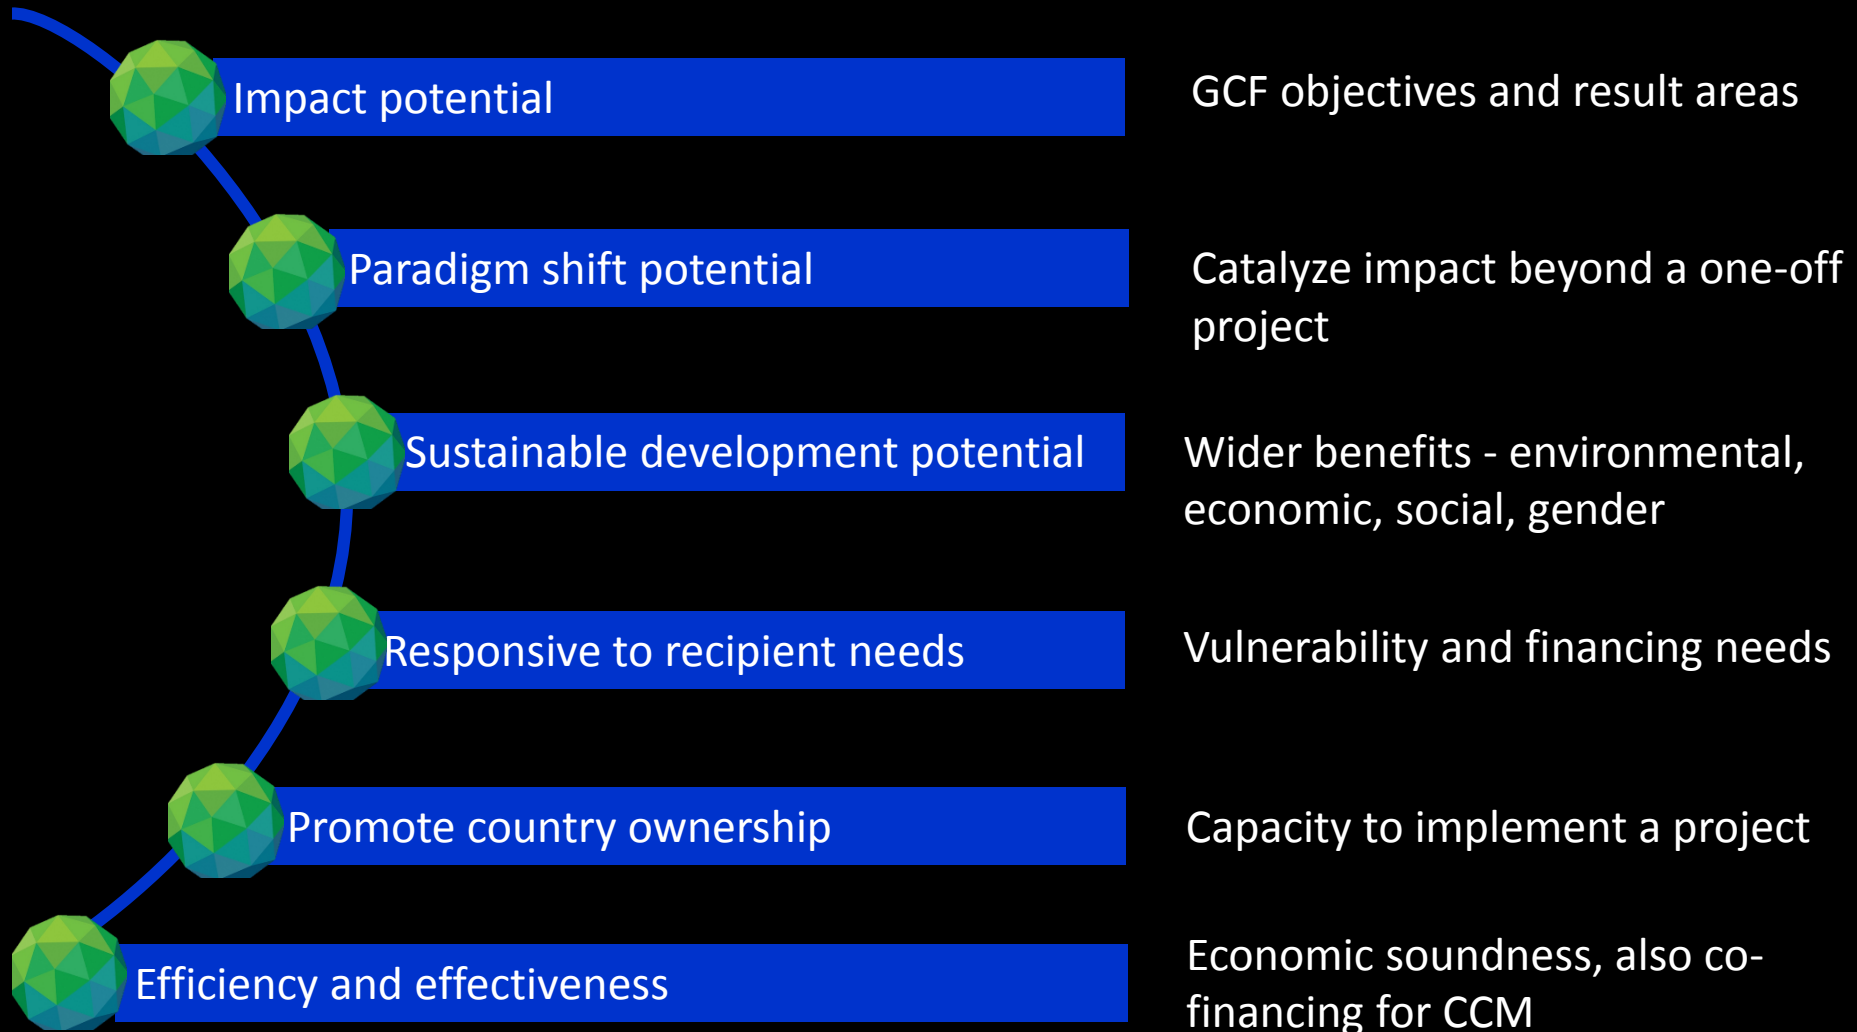 Impact potential
GCF objectives and result areas
Paradigm shift potential
Catalyze impact beyond a one-off
project
Sustainable development potential
Wider benefits - environmental,
economic, social, gender
Responsive to recipient needs
Vulnerability and financing needs
Promote country ownership
Capacity to implement a project
Efficiency and effectiveness
Economic soundness, also co-
financing for CCM